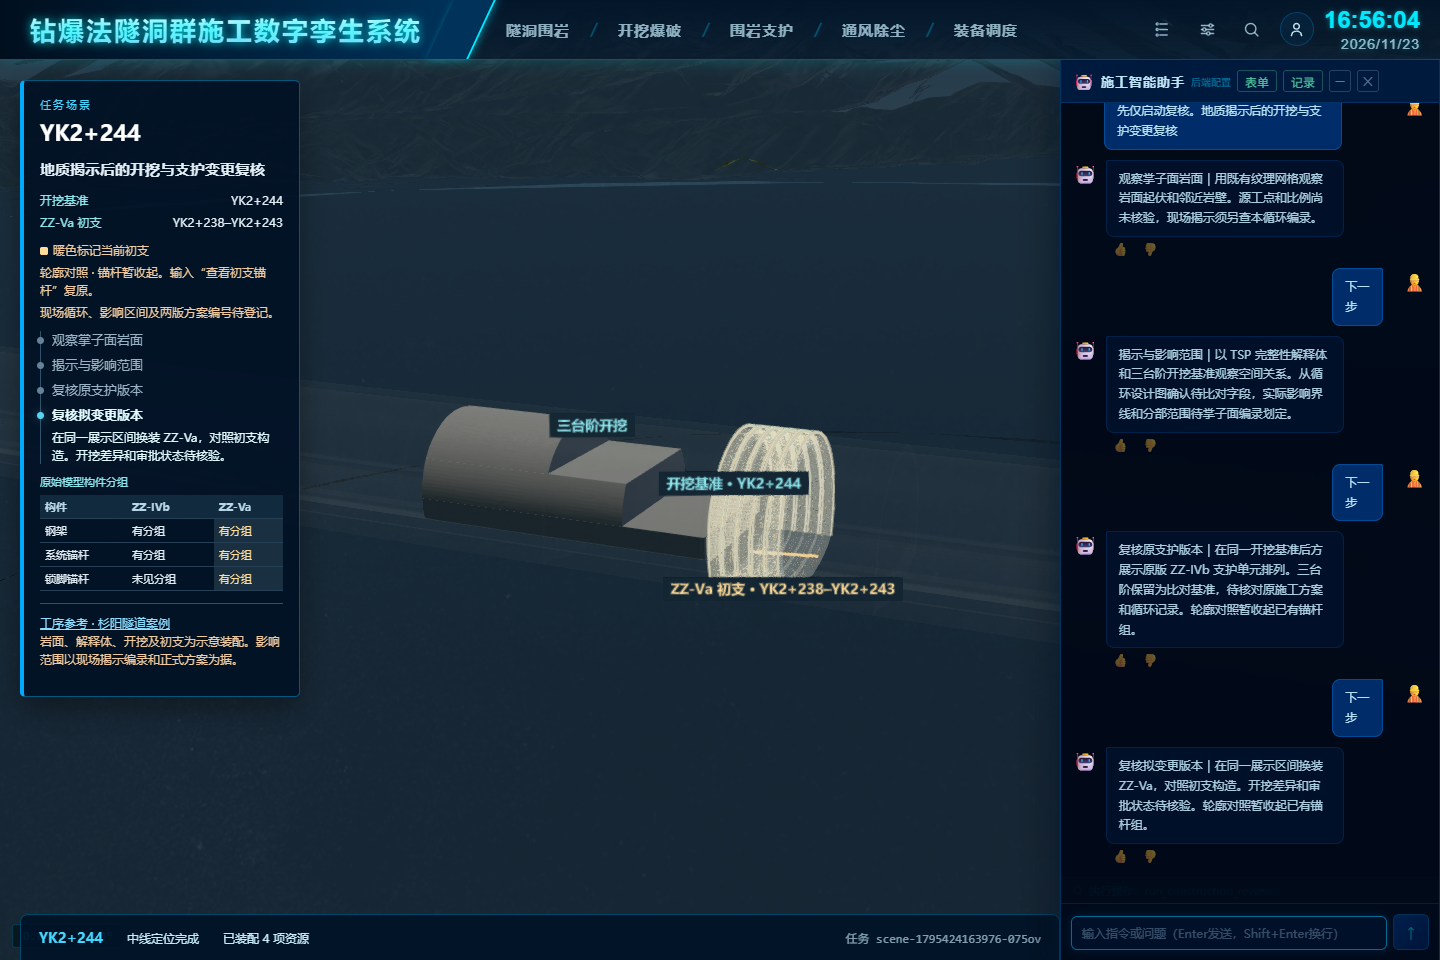 钻爆法隧洞群施工数字孪生系统
隧洞围岩 / 开挖爆破 / 围岩支护 / 通风除尘 / 装备调度
16:56:04
2026/11/23
任务场景
YK2+244
地质揭示后的开挖与支护变更复核
开挖基准 YK2+244
ZZ-Va 初支 YK2+238—YK2+243
暖色标记当前初支
轮廓对照 · 锚杆暂收起。输入“查看初支锚
杆”复原。
现场循环、影响区间及两版方案编号待登记。
观察掌子面岩面
揭示与影响范围
复核原支护版本
复核拟变更版本
在同一展示区间换装 ZZ-Va，对照初支构
造。开挖差异和审批状态待核验。
原始模型构件分组
构件 ZZ-IVb ZZ-Va
钢架 有分组 有分组
系统锚杆 有分组 有分组
锁脚锚杆 未见分组 有分组
工序参考 · 杉阳隧道案例
岩面、解释体、开挖及初支为示意装配。影响
范围以现场揭示编录和正式方案为据。
三台阶开挖
开挖基准 • YK2+244
ZZ-Va 初支 • YK2+238—YK2+243
YK2+244 中线定位完成 已装配 4 项资源
任务 scene-1795424163976-075ov
施工智能助手 后端配置 表单 记录
先仅启动复核。地质揭示后的开挖与支
护变更复核
观察掌子面岩面 | 用既有纹理网格观察
岩面起伏和邻近岩壁。源工点和比例尚
未核验，现场揭示须另查本循环编录。
下一
步
揭示与影响范围 | 以 TSP 完整性解释体
和三台阶开挖基准观察空间关系。从循
环设计图确认待比对字段，实际影响界
线和分部范围待掌子面编录划定。
下一
步
复核原支护版本 | 在同一开挖基准后方
展示原版 ZZ-IVb 支护单元排列。三台
阶保留为比对基准，待核对原施工方案
和循环记录。轮廓对照暂收起已有锚杆
组。
下一
步
复核拟变更版本 | 在同一展示区间换装
ZZ-Va，对照初支构造。开挖差异和审
批状态待核验。轮廓对照暂收起已有锚
杆组。
输入指令或问题（Enter发送，Shift+Enter换行）